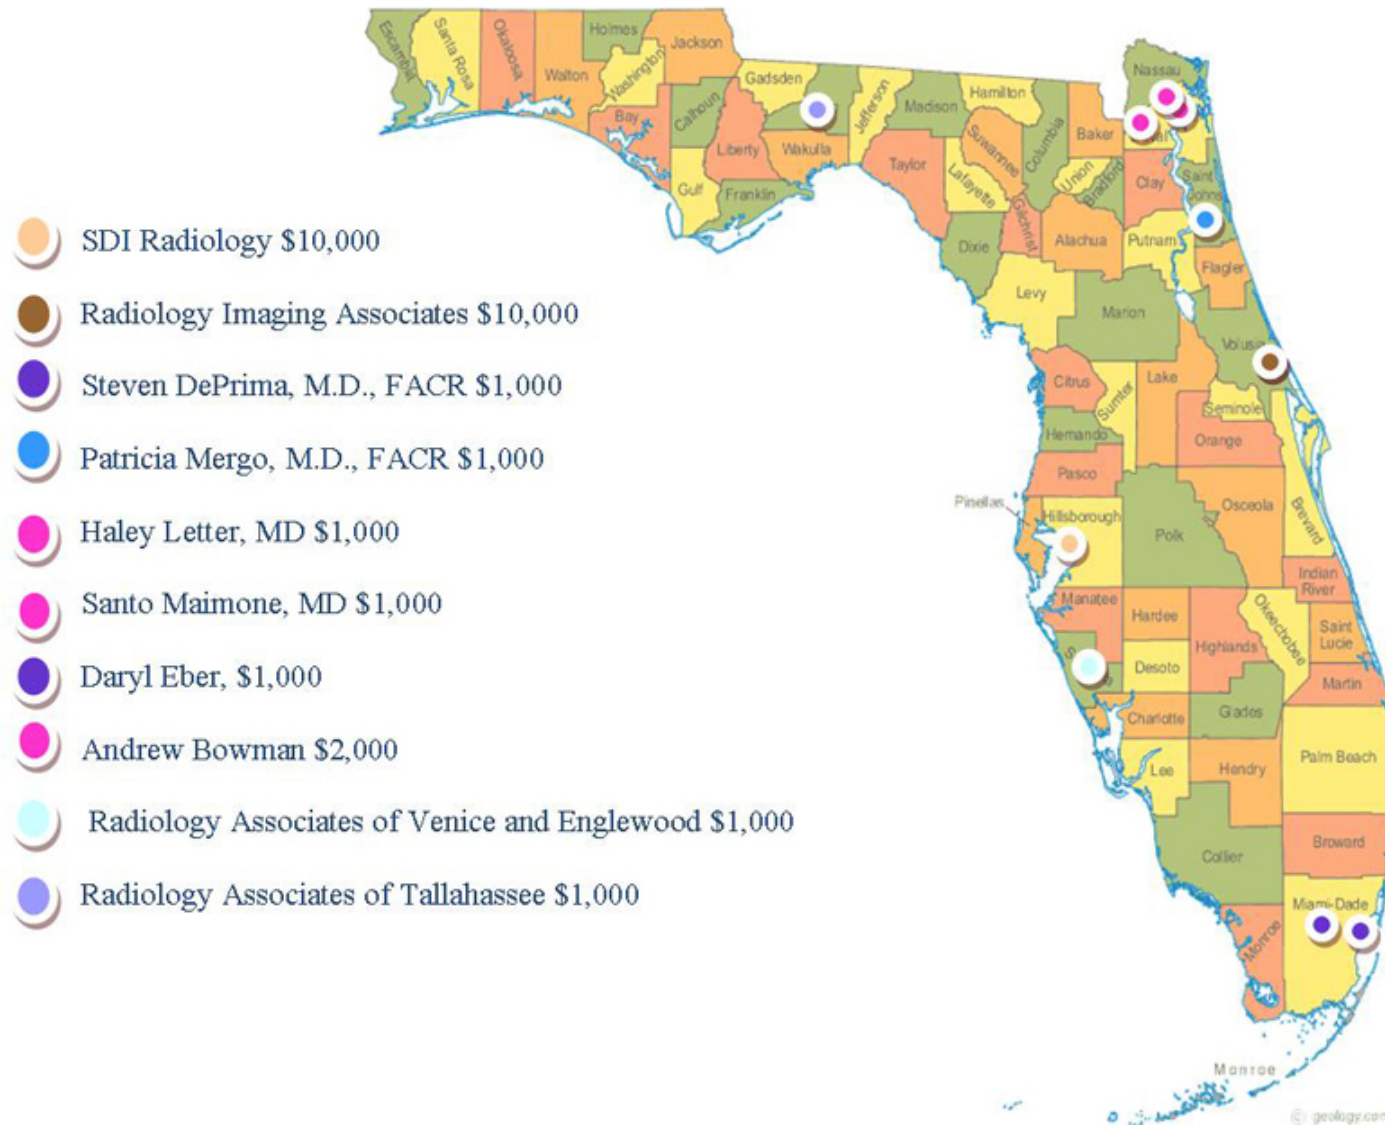 SDI Radiology $10,000
Radiology Imaging Associates $10,000
Steven DePrima, M.D., FACR $1,000
Patricia Mergo, M.D., FACR $1,000
Haley Letter, MD $1,000
Santo Maimone, MD $1,000
Daryl Eber, $1,000
Andrew Bowman $2,000
Radiology Associates of Venice and Englewood $1,000
Radiology Associates of Tallahassee $1,000
Escambia
Santa Rosa
Okaloosa
Walton
Holmes
Washington
Jackson
Bay
Calhoun
Gulf
Liberty
Gadsden
Franklin
Wakulla
Jefferson
Madison
Taylor
Hamilton
Suwannee
Lafayette
Dixie
Columbia
Gilchrist
Baker
Union
Bradford
Nassau
Clay
Saint
Johns
Alachua
Putnam
Flagler
Levy
Marion
Volusia
Citrus
Sumter
Lake
Seminole
Hernando
Orange
Pasco
Pinellas
Hillsborough
Polk
Osceola
Brevard
Indian
River
Manatee
Hardee
Highlands
Okeechobee
Saint
Lucie
Desoto
Martin
Charlotte
Glades
Lee
Hendry
Palm Beach
Collier
Broward
Miami-Dade
Monroe
Monroe
© geology.com